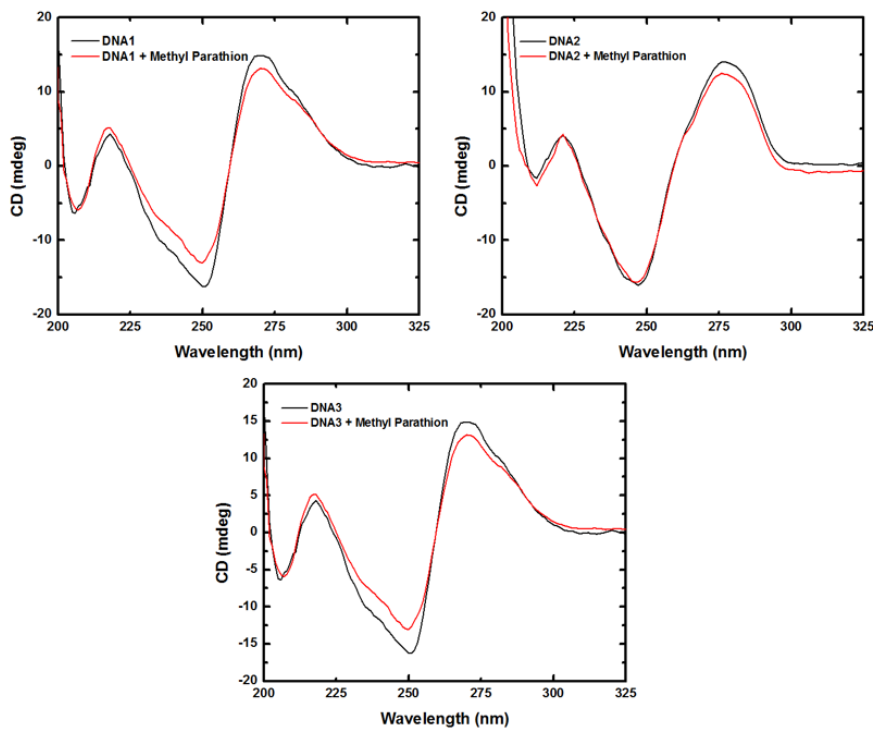 20
DNA1
DNA1 + Methyl Parathion
10
0
-10
-20
200 225 250 275 300 325
CD (mdeg)
Wavelength (nm)
20
DNA2
DNA2 + Methyl Parathion
10
0
-10
-20
200 225 250 275 300 325
CD (mdeg)
Wavelength (nm)
20
DNA3
DNA3 + Methyl Parathion
15
10
5
0
-5
-10
-15
-20
200 225 250 275 300 325
CD (mdeg)
Wavelength (nm)